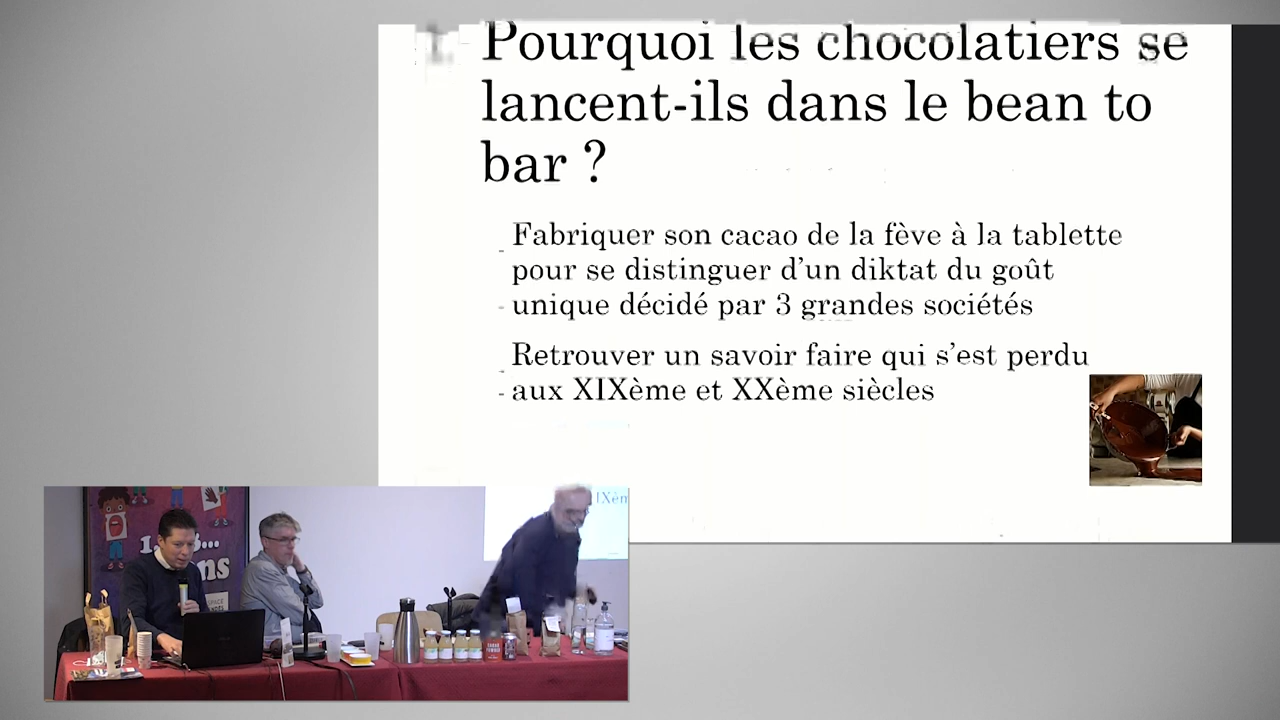 Pourquoi les chocolatiers se
lancent-ils dans le bean to
bar ?
- Fabriquer son cacao de la fève à la tablette
pour se distinguer d'un diktat du goût
- unique décidé par 3 grandes sociétés
- Retrouver un savoir faire qui s'est perdu
- aux XIXème et XXème siècles
IXèm